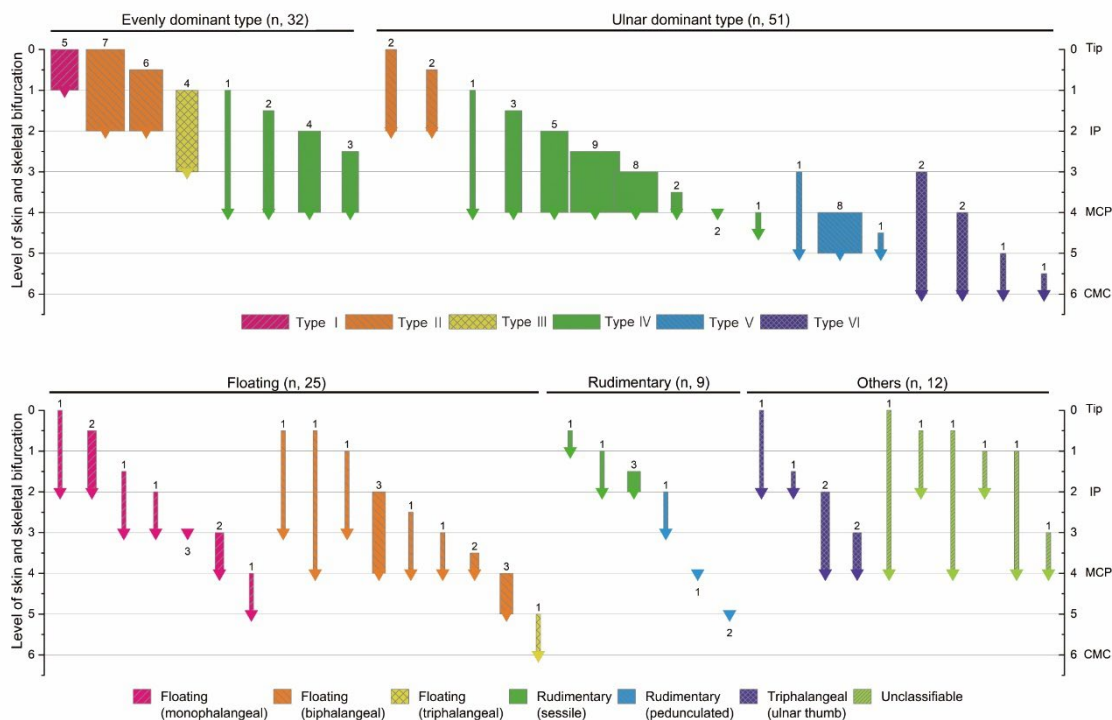 Evenly dominant type (n, 32)
Ulnar dominant type (n, 51)
Level of skin and skeletal bifurcation
0 1 2 3 4 5 6
5 7 6 4 1 2 4 3
2 2 1 3 5 9 8 2 2 1 1 8 1 2 2 1 1
0 Tip
1
2 IP
3
4 MCP
5
6 CMC
Type I
Type II
Type III
Type IV
Type V
Type VI
Floating (n, 25)
Rudimentary (n, 9)
Others (n, 12)
Level of skin and skeletal bifurcation
0 1 2 3 4 5 6
1 2 1 1 3 2 1 1 1 1 3 1 1 2 3 1
1 1 3 1 1 2
1 1 2 2 1 1 1 1 1 1
0 Tip
1
2 IP
3
4 MCP
5
6 CMC
Floating
(monophalangeal)
Floating
(biphalangeal)
Floating
(triphalangeal)
Rudimentary
(sessile)
Rudimentary
(pedunculated)
Triphalangeal
(ulnar thumb)
Unclassifiable